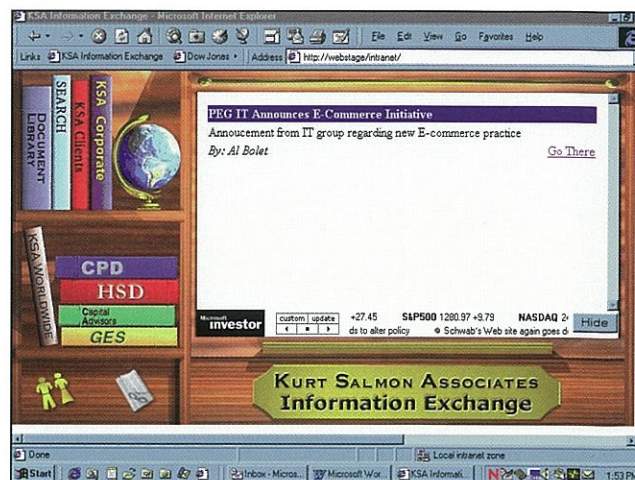 KSA Information Exchange - Microsoft Internet Explorer
File Edit View Go Favorites Help
Links KSA Information Exchange Dow Jones Address http://webstage/intranet/
DOCUMENT LIBRARY
SEARCH
KSA Clients
KSA Corporate
PEG IT Announces E-Commerce Initiative
Annoucement from IT group regarding new E-commerce practice
By: Al Bolet Go There
KSA WORLDWIDE
CPD
HSD
Capital Advisors
GES
Microsoft investor
custom update
+27.45 S&P500 1280.97 +9.79 NASDAQ
ds to alter policy Schwab's Web site again goes d
Hide
KURT SALMON ASSOCIATES
Information Exchange
Done Local intranet zone
Start Inbox - Micros... Microsoft Wor... KSA Informati... 1:53 PM